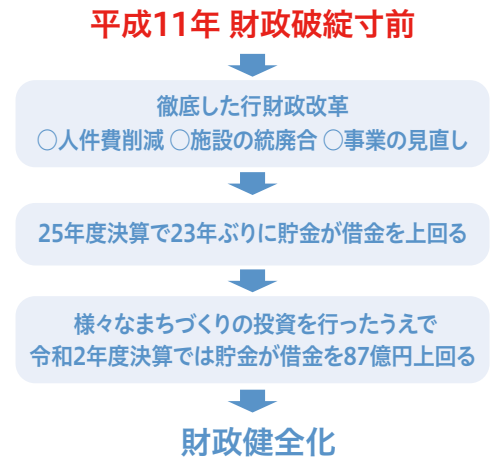 平成11年 財政破綻寸前
徹底した行財政改革
○人件費削減 ○施設の統廃合 ○事業の見直し
25年度決算で23年ぶりに貯金が借金を上回る
様々なまちづくりの投資を行ったうえで
令和2年度決算では貯金が借金を87億円上回る
財政健全化